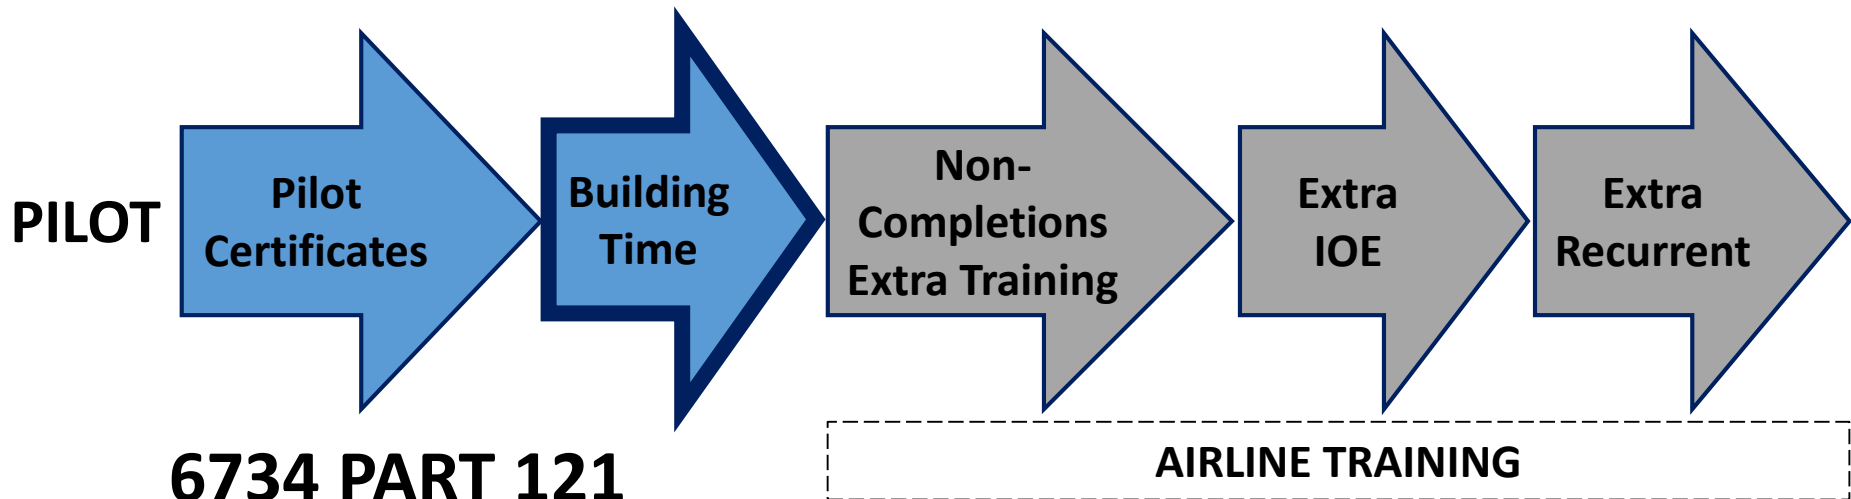 PILOT
Pilot
Certificates
Building
Time
Non-
Completions
Extra Training
Extra
IOE
Extra
Recurrent
AIRLINE TRAINING
6734 PART 121